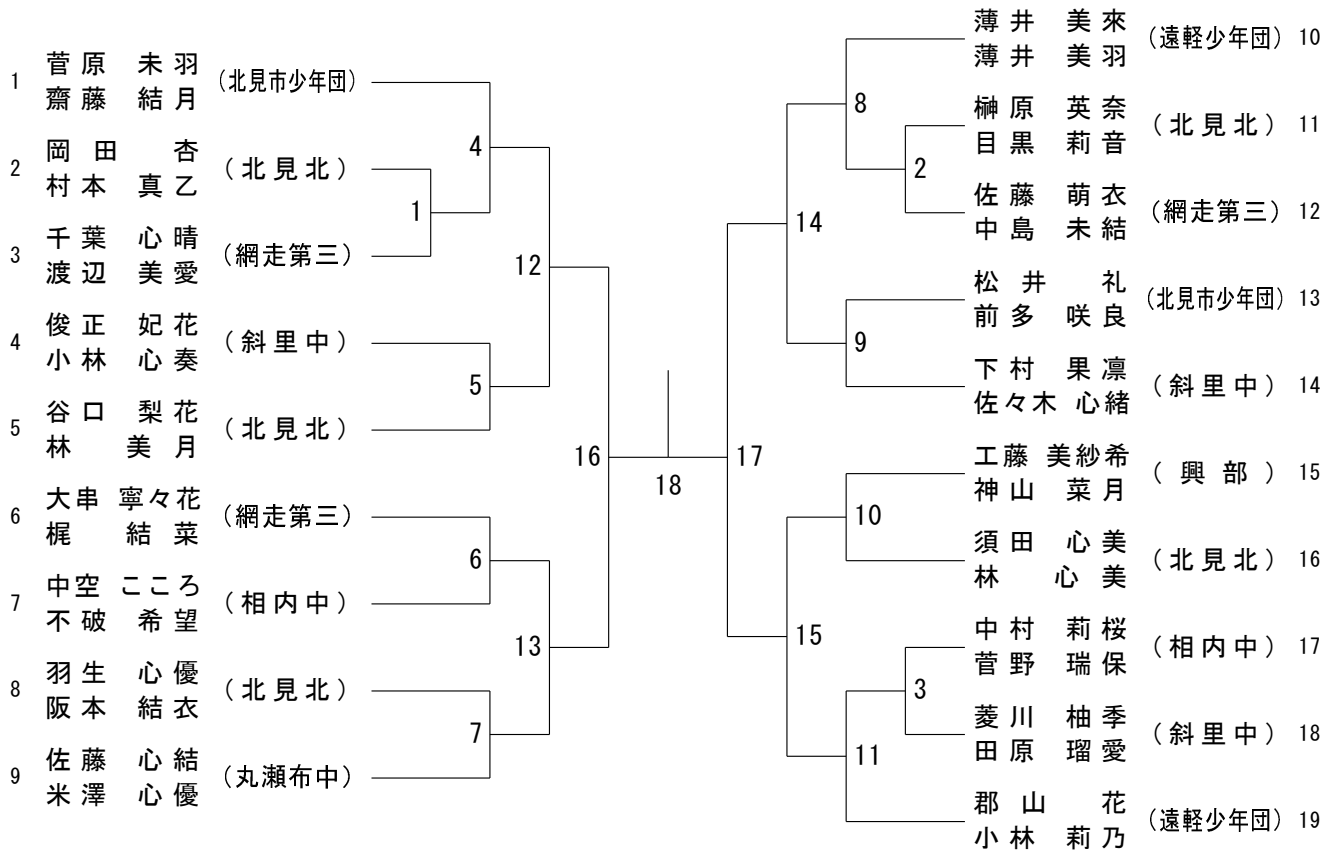 1 菅原 未羽 (北見市少年団)
齋藤 結月
2 岡田 杏 (北見北)
村本 真乙
3 千葉 心晴 (網走第三)
渡辺 美愛
4 俊正 妃花 (斜里中)
小林 心奏
5 谷口 梨花 (北見北)
林 美月
6 大串 寧々花 (網走第三)
梶 結菜
7 中空 こころ (相内中)
不破 希望
8 羽生 心優 (北見北)
阪本 結衣
9 佐藤 心結 (丸瀬布中)
米澤 心優
1
4
5
6
7
12
13
16
18
17
14
15
8
2
9
10
3
11
薄井 美來 (遠軽少年団) 10
薄井 美羽
榊原 英奈 (北見北) 11
目黒 莉音
佐藤 萌衣 (網走第三) 12
中島 未結
松井 礼 (北見市少年団) 13
前多 咲良
下村 果凛 (斜里中) 14
佐々木 心緒
工藤 美紗希 (興部) 15
神山 菜月
須田 心美 (北見北) 16
林 心美
中村 莉桜 (相内中) 17
菅野 瑞保
菱川 柚季 (斜里中) 18
田原 瑠愛
郡山 花 (遠軽少年団) 19
小林 莉乃